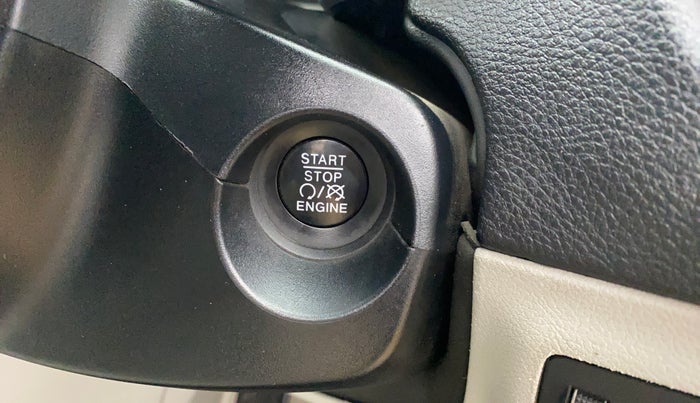 START
STOP
/
ENGINE